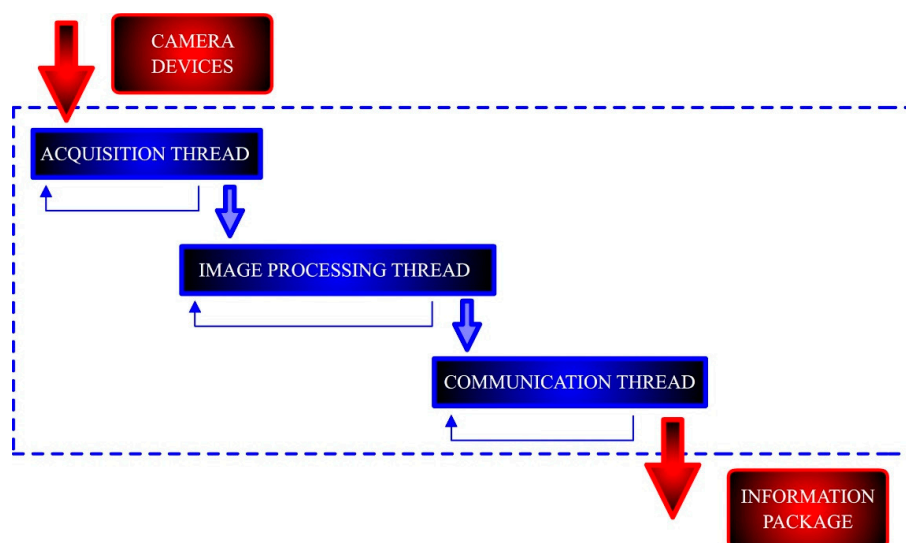 CAMERA
DEVICES
ACQUISITION THREAD
IMAGE PROCESSING THREAD
COMMUNICATION THREAD
INFORMATION
PACKAGE